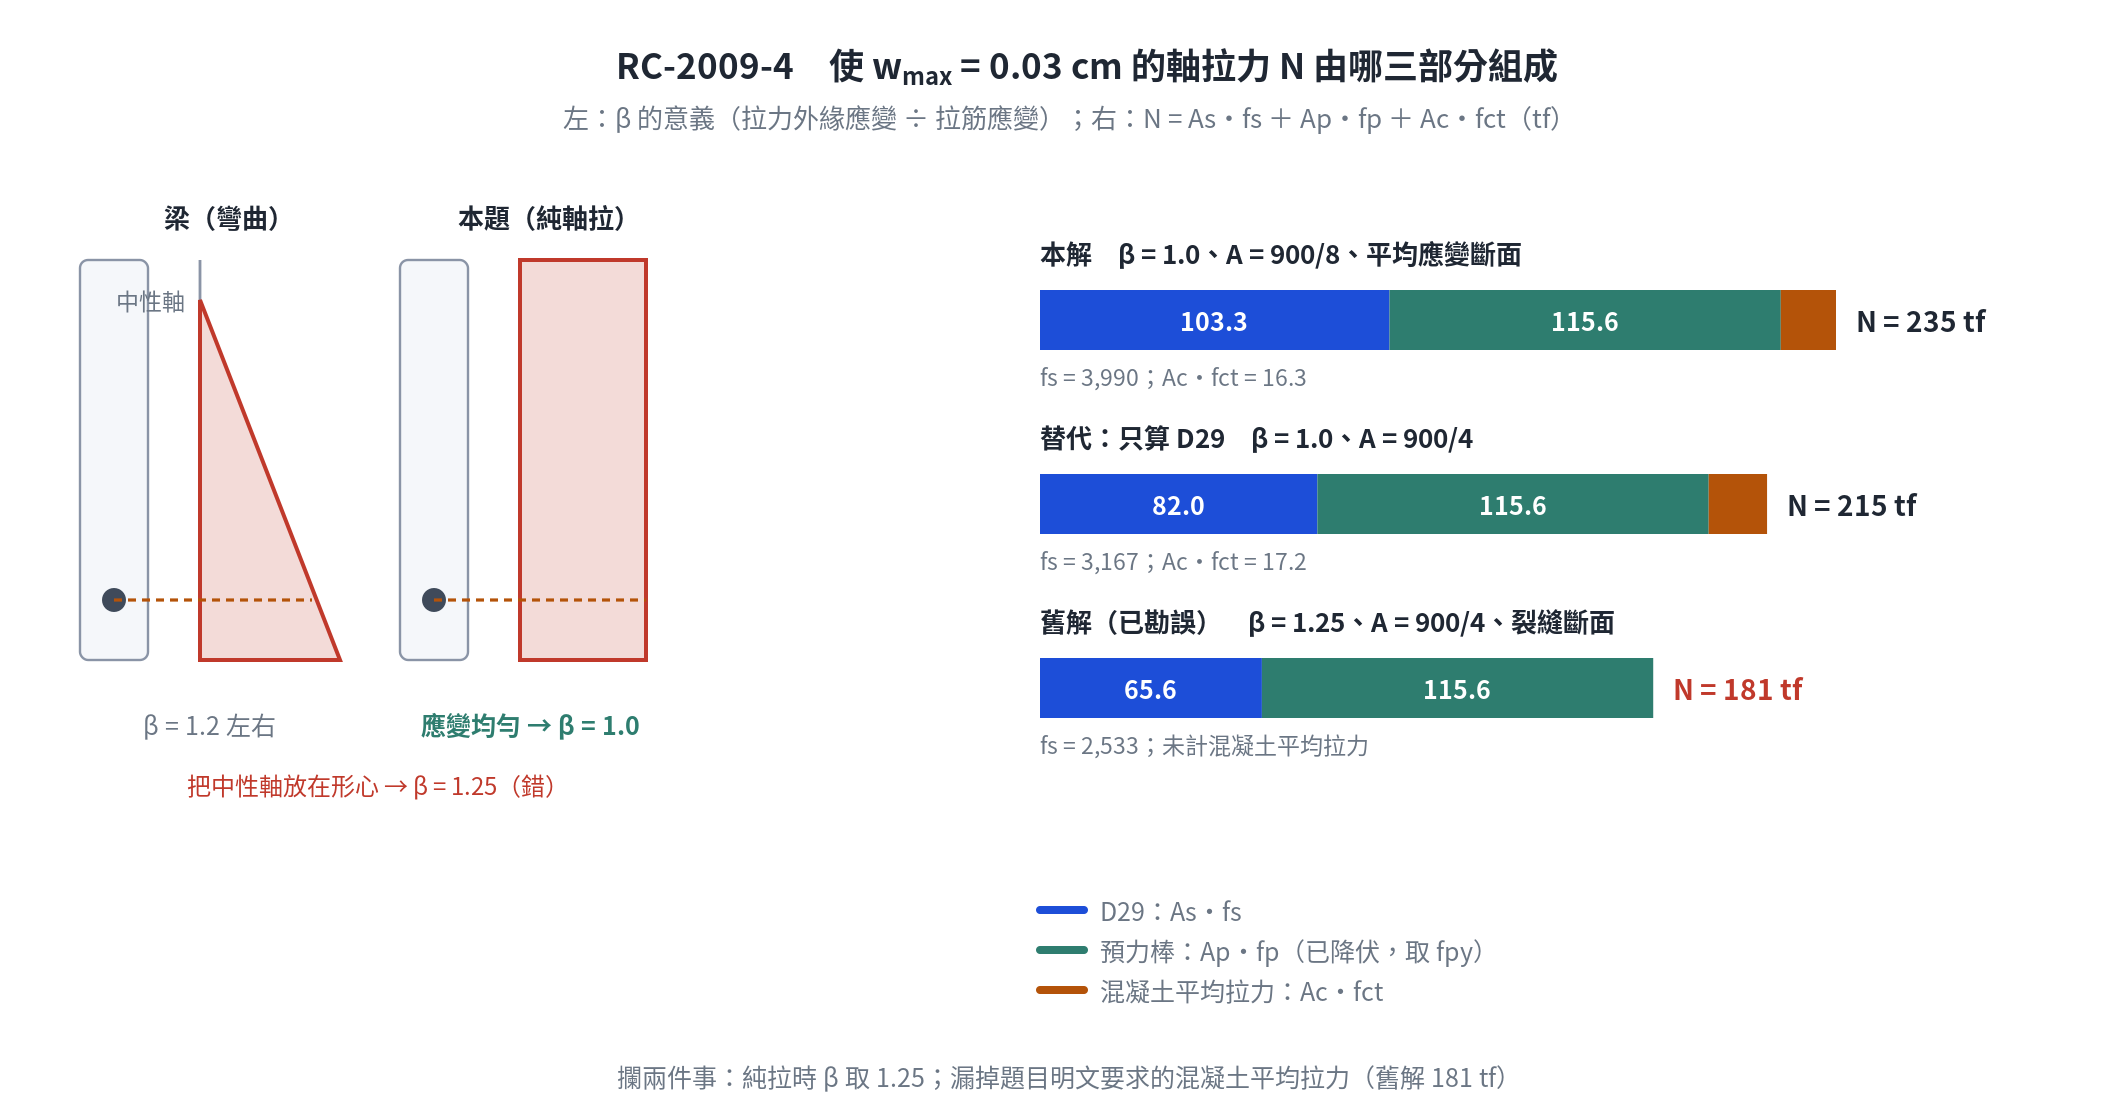 RC-2009-4　使 wmax = 0.03 cm 的軸拉力 N 由哪三部分組成
左：β 的意義（拉力外緣應變 ÷ 拉筋應變）；右：N = As・fs ＋ Ap・fp ＋ Ac・fct（tf）
梁（彎曲）
本題（純軸拉）
中性軸
β = 1.2 左右
應變均勻 → β = 1.0
把中性軸放在形心 → β = 1.25（錯）
本解　β = 1.0、A = 900/8、平均應變斷面
103.3
115.6
N = 235 tf
fs = 3,990；Ac・fct = 16.3
替代：只算 D29　β = 1.0、A = 900/4
82.0
115.6
N = 215 tf
fs = 3,167；Ac・fct = 17.2
舊解（已勘誤）　β = 1.25、A = 900/4、裂縫斷面
65.6
115.6
N = 181 tf
fs = 2,533；未計混凝土平均拉力
D29：As・fs
預力棒：Ap・fp（已降伏，取 fpy）
混凝土平均拉力：Ac・fct
攔兩件事：純拉時 β 取 1.25；漏掉題目明文要求的混凝土平均拉力（舊解 181 tf）